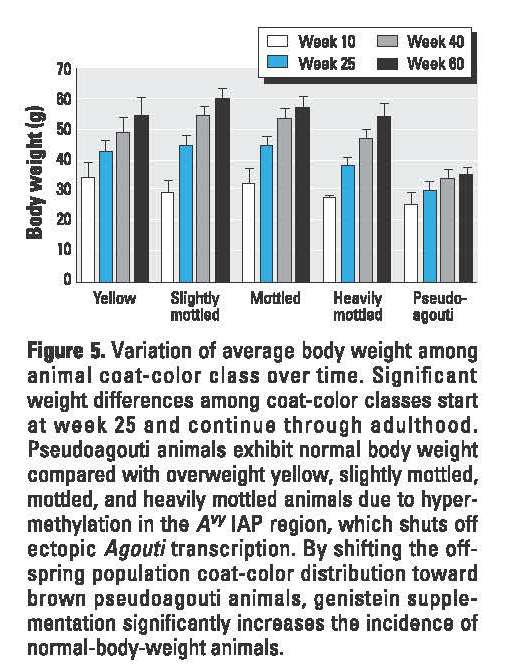 Week 10 Week 40
Week 25 Week 60
Body weight (g)
70
60
50
40
30
20
10
0
Yellow Slightly mottled Mottled Heavily mottled Pseudo-agouti
Figure 5. Variation of average body weight among
animal coat-color class over time. Significant
weight differences among coat-color classes start
at week 25 and continue through adulthood.
Pseudoagouti animals exhibit normal body weight
compared with overweight yellow, slightly mottled,
mottled, and heavily mottled animals due to hyper-
methylation in the Avy IAP region, which shuts off
ectopic Agouti transcription. By shifting the off-
spring population coat-color distribution toward
brown pseudoagouti animals, genistein supple-
mentation significantly increases the incidence of
normal-body-weight animals.